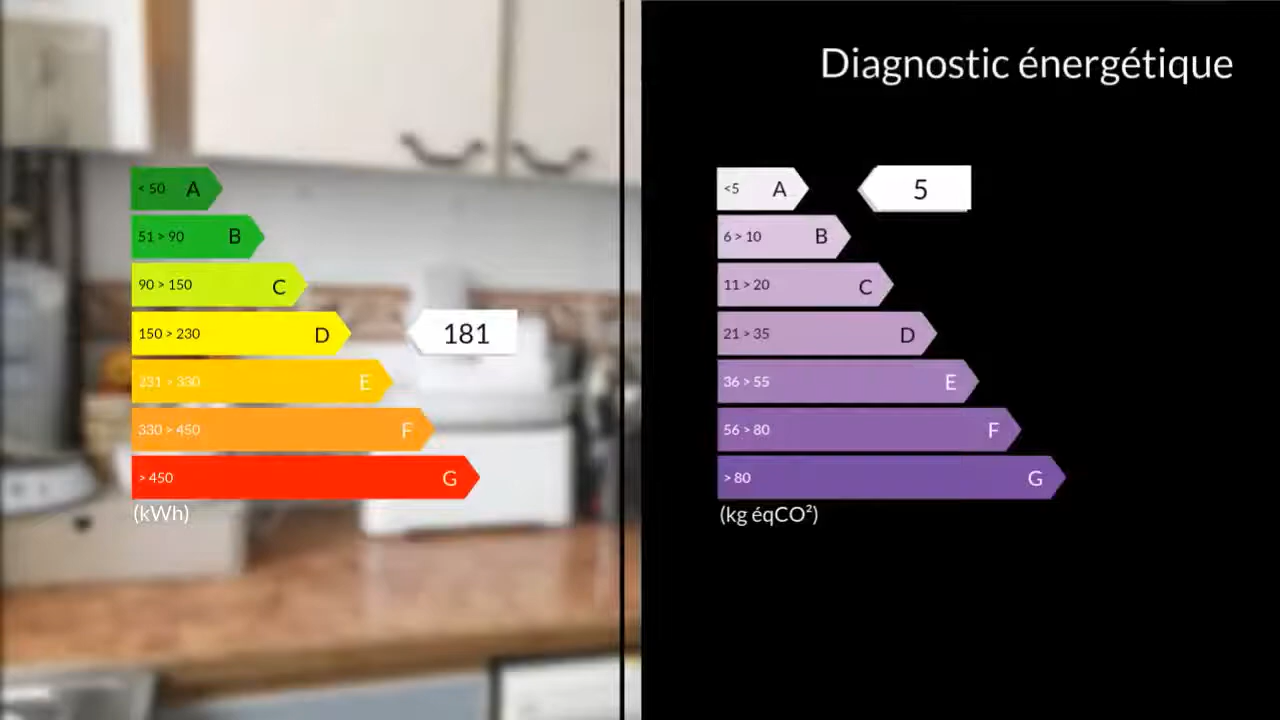 Diagnostic énergétique
< 50 A
51 > 90 B
90 > 150 C
150 > 230 D
181
231 > 330 E
330 > 450 F
> 450 G
(kWh)
<5 A
5
6 > 10 B
11 > 20 C
21 > 35 D
36 > 55 E
56 > 80 F
> 80 G
(kg éqCO²)